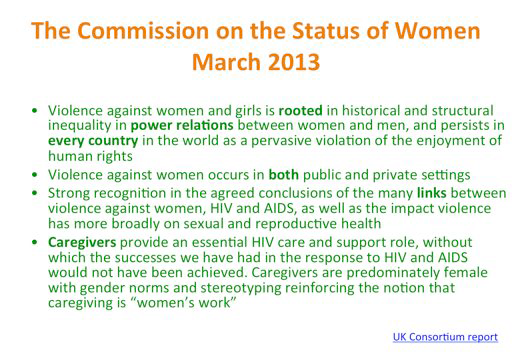 The Commission on the Status of Women
March 2013
• Violence against women and girls is rooted in historical and structural
inequality in power relations between women and men, and persists in
every country in the world as a pervasive violation of the enjoyment of
human rights
• Violence against women occurs in both public and private settings
• Strong recognition in the agreed conclusions of the many links between
violence against women, HIV and AIDS, as well as the impact violence
has more broadly on sexual and reproductive health
• Caregivers provide an essential HIV care and support role, without
which the successes we have had in the response to HIV and AIDS
would not have been achieved. Caregivers are predominately female
with gender norms and stereotyping reinforcing the notion that
caregiving is “women’s work”
UK Consortium report